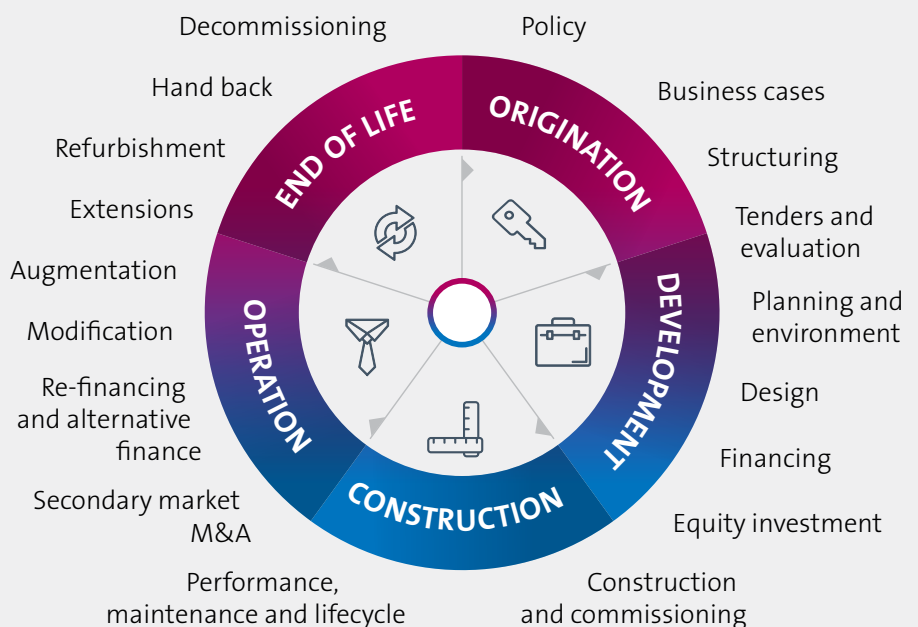 Policy
Business cases
Structuring
Tenders and
evaluation
Planning and
environment
Design
Financing
Equity investment
Construction
and commissioning
Performance,
maintenance and lifecycle
Secondary market
M&A
Re-financing
and alternative
finance
Modification
Augmentation
Extensions
Refurbishment
Hand back
Decommissioning
ORIGINATION
DEVELOPMENT
CONSTRUCTION
OPERATION
END OF LIFE